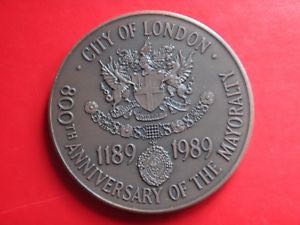 · CITY OF LONDON ·
1189 1989
800TH ANNIVERSARY OF THE MAYORALTY